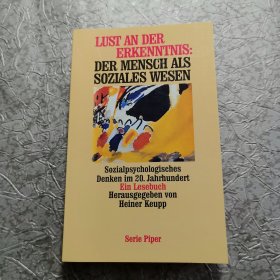 LUST AN DER
ERKENNTNIS:
DER MENSCH ALS
SOZIALES WESEN
Sozialpsychologisches
Denken im 20. Jahrhundert
Ein Lesebuch
Herausgegeben von
Heiner Keupp
Serie Piper